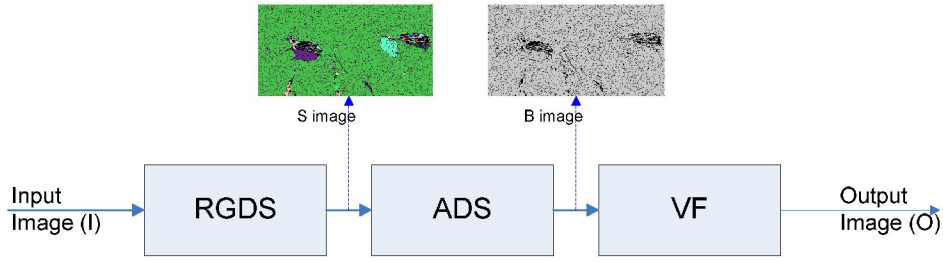 S image
B image
Input
Image (I)
RGDS
ADS
VF
Output
Image (O)